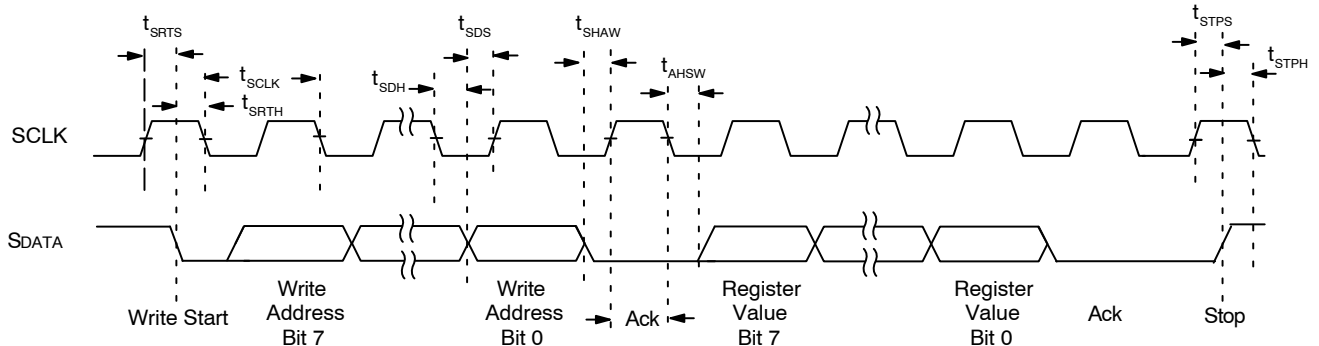 tSRTS
tSCLK
tSRTH
tSDH
tSDS
tSHAW
tAHSW
tSTPS
tSTPH
SCLK
SDATA
Write Start
Write
Address
Bit 7
Write
Address
Bit 0
Ack
Register
Value
Bit 7
Register
Value
Bit 0
Ack
Stop